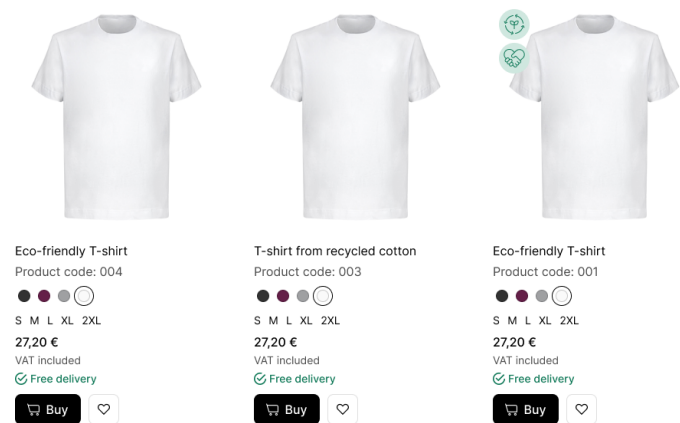 Eco-friendly T-shirt
Product code: 004
S M L XL 2XL
27,20 €
VAT included
Free delivery
Buy
T-shirt from recycled cotton
Product code: 003
S M L XL 2XL
27,20 €
VAT included
Free delivery
Buy
Eco-friendly T-shirt
Product code: 001
S M L XL 2XL
27,20 €
VAT included
Free delivery
Buy